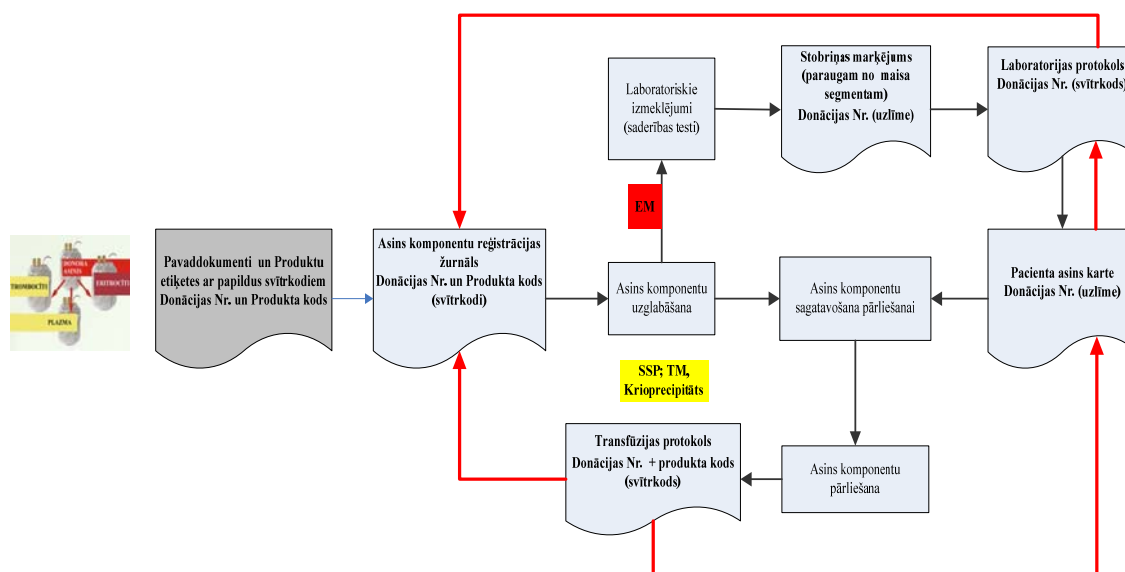 TROMBOCĪTI
DONORA
ASINIS
ERITROCĪTI
PLAZMA
Pavaddokumenti un Produktu
etiķetes ar papildus svītrkodiem
Donācijas Nr. un Produkta kods
Asins komponentu reģistrācijas
žurnāls
Donācijas Nr. un Produkta kods
(svītrkodi)
Laboratoriskie
izmeklējumi
(saderības testi)
EM
Asins komponentu
uzglabāšana
SSP; TM,
Krioprecipitāts
Stobriņas marķējums
(paraugam no maisa
segmentam)
Donācijas Nr. (uzlīme)
Laboratorijas protokols
Donācijas Nr. (svītrkods)
Asins komponentu
sagatavošana pārliešanai
Pacienta asins karte
Donācijas Nr. (uzlīme)
Transfūzijas protokols
Donācijas Nr. + produkta kods
(svītrkods)
Asins komponentu
pārliešana